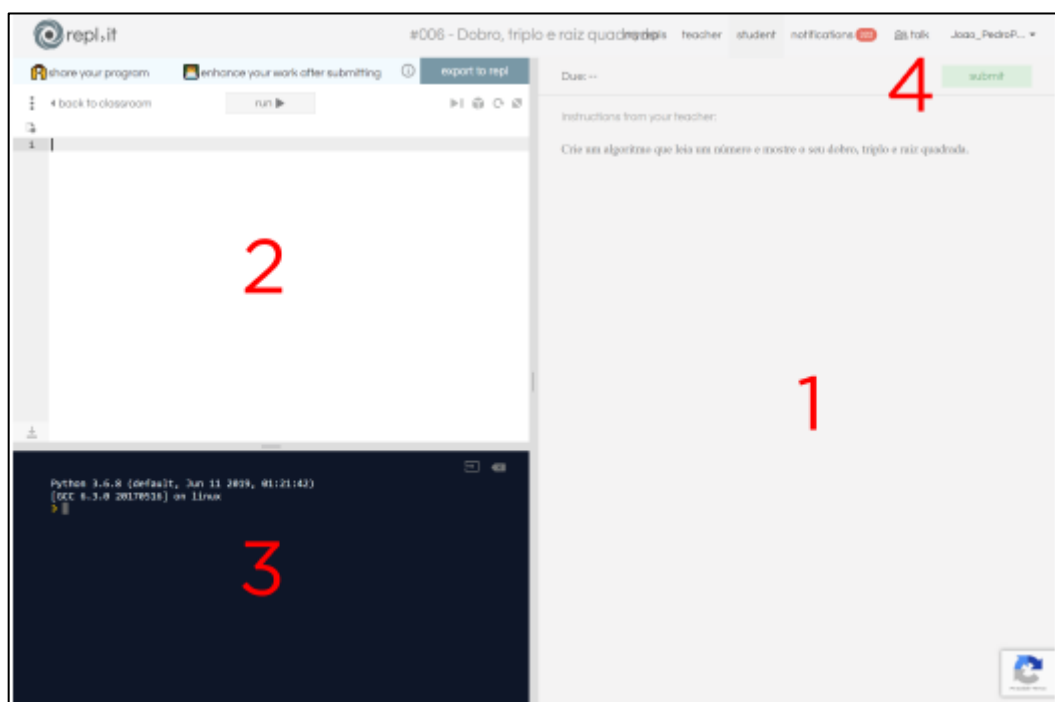 repl.it
#006 - Dobro, triplo e raiz quadrada
teacher student notifications talk Joao_PedroP...
share your program enhance your work after submitting export to repl
Due: --
submit
4
back to classroom run
Instructions from your teacher:
1
Crie um algoritmo que leia um número e mostre o seu dobro, triplo e raiz quadrada.
2
1
Python 3.6.8 (default, Jun 11 2019, 01:21:42)
[GCC 6.3.0 20170516] on linux
>
3